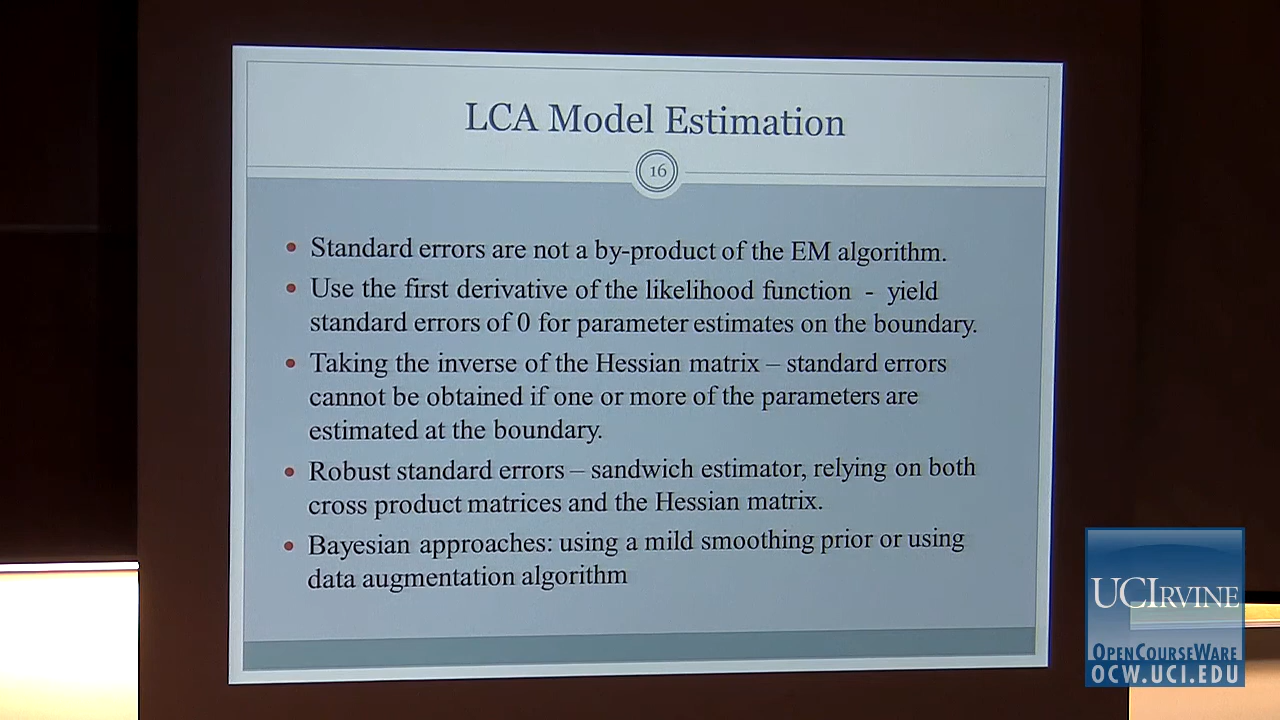 LCA Model Estimation
16
• Standard errors are not a by-product of the EM algorithm.
• Use the first derivative of the likelihood function - yield
standard errors of 0 for parameter estimates on the boundary.
• Taking the inverse of the Hessian matrix – standard errors
cannot be obtained if one or more of the parameters are
estimated at the boundary.
• Robust standard errors – sandwich estimator, relying on both
cross product matrices and the Hessian matrix.
• Bayesian approaches: using a mild smoothing prior or using
data augmentation algorithm
UCIRVINE
OPENCOURSEWARE
OCW.UCI.EDU